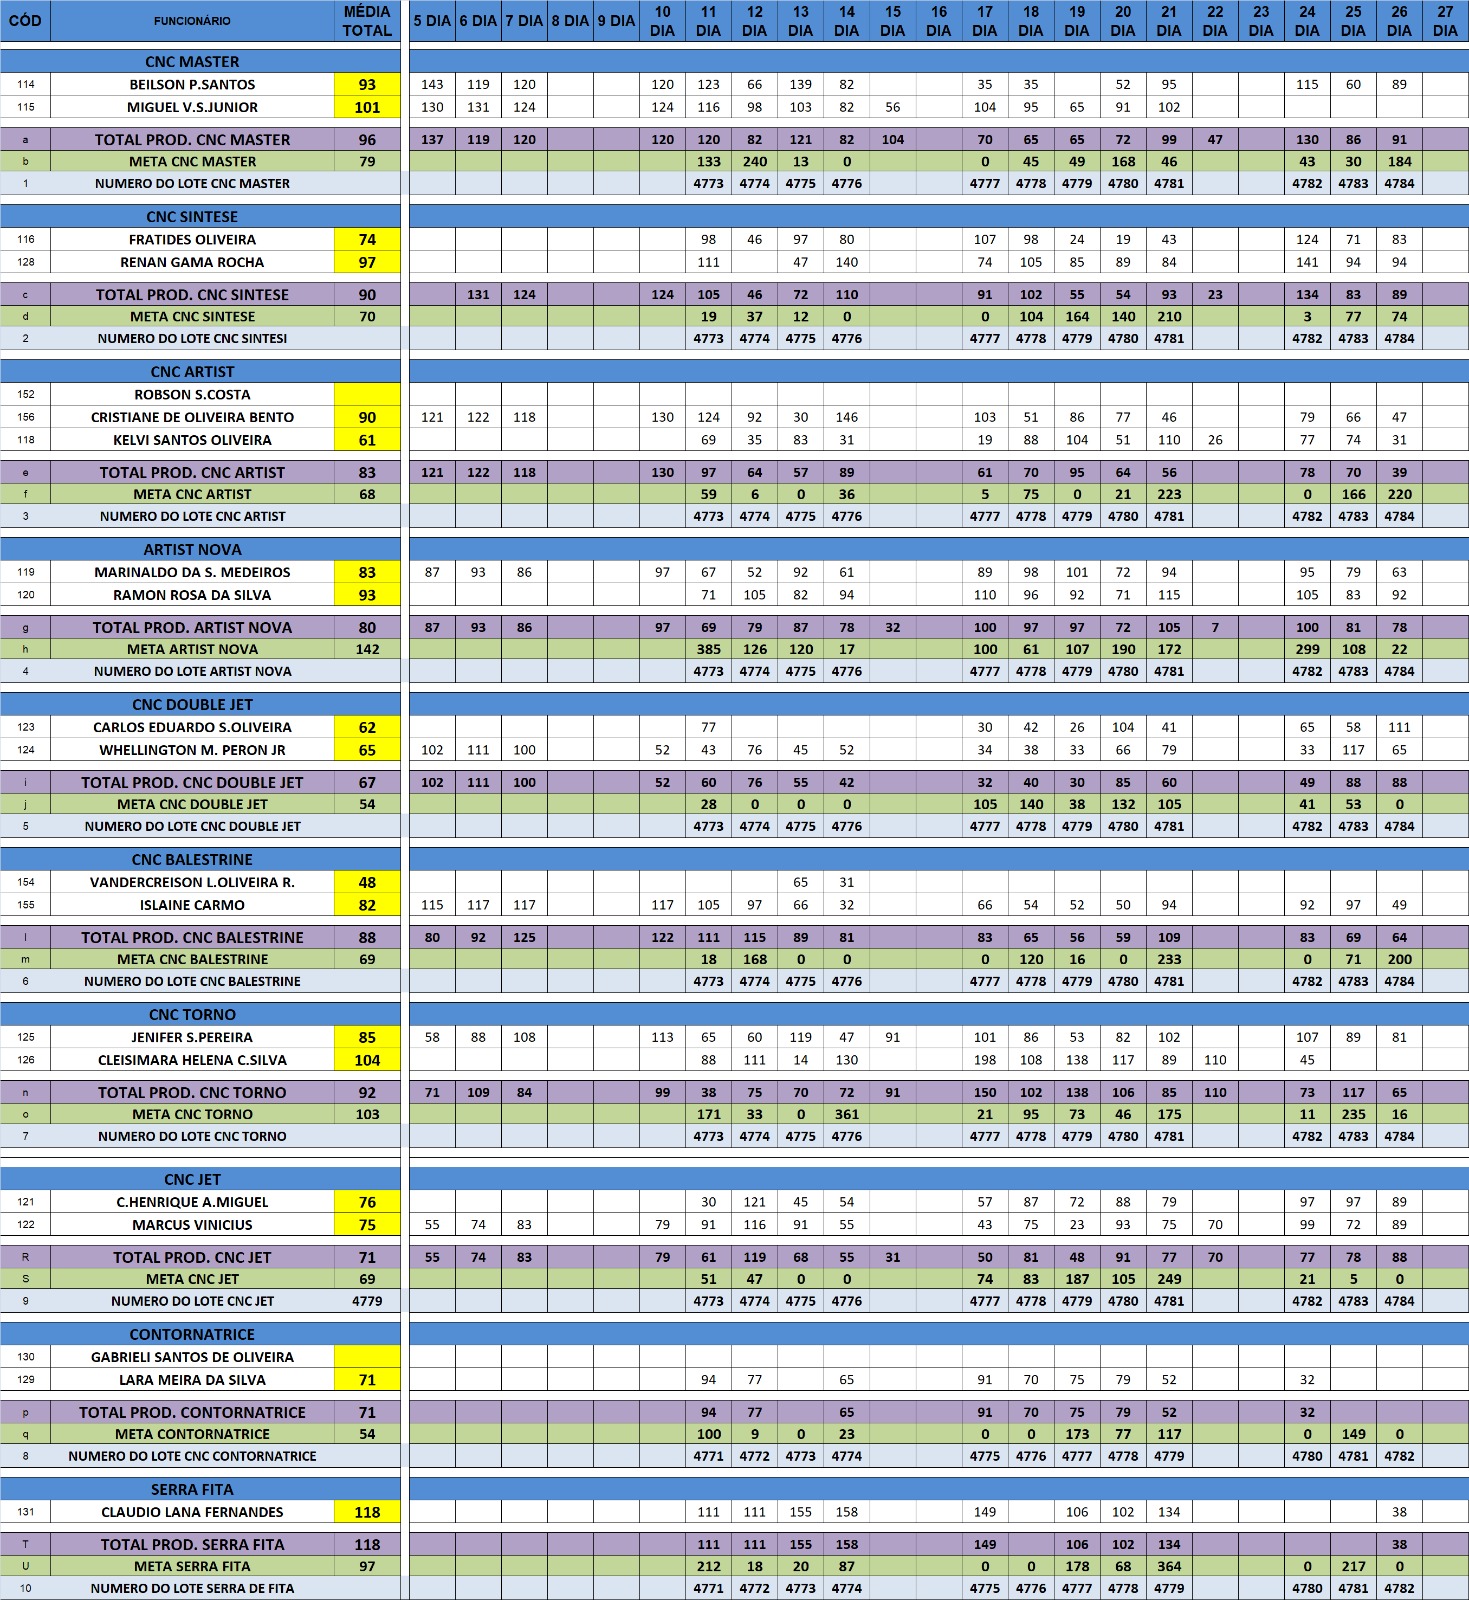 CÓD FUNCIONÁRIO MÉDIA TOTAL 5 DIA 6 DIA 7 DIA 8 DIA 9 DIA 10 DIA 11 DIA 12 DIA 13 DIA 14 DIA 15 DIA 16 DIA 17 DIA 18 DIA 19 DIA 20 DIA 21 DIA 22 DIA 23 DIA 24 DIA 25 DIA 26 DIA 27 DIA
CNC MASTER
114 BEILSON P.SANTOS 93 143 119 120 120 123 66 139 82 35 35 52 95 115 60 89
115 MIGUEL V.S.JUNIOR 101 130 131 124 124 116 98 103 82 56 104 95 65 91 102
a TOTAL PROD. CNC MASTER 96 137 119 120 120 120 82 121 82 104 70 65 65 72 99 47 130 86 91
b META CNC MASTER 79 133 240 13 0 0 45 49 168 46 43 30 184
1 NUMERO DO LOTE CNC MASTER 4773 4774 4775 4776 4777 4778 4779 4780 4781 4782 4783 4784
CNC SINTESE
116 FRATIDES OLIVEIRA 74 98 46 97 80 107 98 24 19 43 124 71 83
128 RENAN GAMA ROCHA 97 111 47 140 74 105 85 89 84 141 94 94
c TOTAL PROD. CNC SINTESE 90 131 124 124 105 46 72 110 91 102 55 54 93 23 134 83 89
d META CNC SINTESE 70 19 37 12 0 0 104 164 140 210 3 77 74
2 NUMERO DO LOTE CNC SINTESI 4773 4774 4775 4776 4777 4778 4779 4780 4781 4782 4783 4784
CNC ARTIST
152 ROBSON S.COSTA
156 CRISTIANE DE OLIVEIRA BENTO 90 121 122 118 130 124 92 30 146 103 51 86 77 46 79 66 47
118 KELVI SANTOS OLIVEIRA 61 69 35 83 31 19 88 104 51 110 26 77 74 31
e TOTAL PROD. CNC ARTIST 83 121 122 118 130 97 64 57 89 61 70 95 64 56 78 70 39
f META CNC ARTIST 68 59 6 0 36 5 75 0 21 223 0 166 220
3 NUMERO DO LOTE CNC ARTIST 4773 4774 4775 4776 4777 4778 4779 4780 4781 4782 4783 4784
ARTIST NOVA
119 MARINALDO DA S. MEDEIROS 83 87 93 86 97 67 52 92 61 89 98 101 72 94 95 79 63
120 RAMON ROSA DA SILVA 93 71 105 82 94 110 96 92 71 115 105 83 92
g TOTAL PROD. ARTIST NOVA 80 87 93 86 97 69 79 87 78 32 100 97 97 72 105 7 100 81 78
h META ARTIST NOVA 142 385 126 120 17 100 61 107 190 172 299 108 22
4 NUMERO DO LOTE ARTIST NOVA 4773 4774 4775 4776 4777 4778 4779 4780 4781 4782 4783 4784
CNC DOUBLE JET
123 CARLOS EDUARDO S.OLIVEIRA 62 77 30 42 26 104 41 65 58 111
124 WHELLINGTON M. PERON JR 65 102 111 100 52 43 76 45 52 34 38 33 66 79 33 117 65
i TOTAL PROD. CNC DOUBLE JET 67 102 111 100 52 60 76 55 42 32 40 30 85 60 49 88 88
j META CNC DOUBLE JET 54 28 0 0 0 105 140 38 132 105 41 53 0
5 NUMERO DO LOTE CNC DOUBLE JET 4773 4774 4775 4776 4777 4778 4779 4780 4781 4782 4783 4784
CNC BALESTRINE
154 VANDERCREISON L.OLIVEIRA R. 48 65 31
155 ISLAINE CARMO 82 115 117 117 117 105 97 66 32 66 54 52 50 94 92 97 49
l TOTAL PROD. CNC BALESTRINE 88 80 92 125 122 111 115 89 81 83 65 56 59 109 83 69 64
m META CNC BALESTRINE 69 18 168 0 0 0 120 16 0 233 0 71 200
6 NUMERO DO LOTE CNC BALESTRINE 4773 4774 4775 4776 4777 4778 4779 4780 4781 4782 4783 4784
CNC TORNO
125 JENIFER S.PEREIRA 85 58 88 108 113 65 60 119 47 91 101 86 53 82 102 107 89 81
126 CLEISIMARA HELENA C.SILVA 104 88 111 14 130 198 108 138 117 89 110 45
n TOTAL PROD. CNC TORNO 92 71 109 84 99 38 75 70 72 91 150 102 138 106 85 110 73 117 65
o META CNC TORNO 103 171 33 0 361 21 95 73 46 175 11 235 16
7 NUMERO DO LOTE CNC TORNO 4773 4774 4775 4776 4777 4778 4779 4780 4781 4782 4783 4784
CNC JET
121 C.HENRIQUE A.MIGUEL 76 30 121 45 54 57 87 72 88 79 97 97 89
122 MARCUS VINICIUS 75 55 74 83 79 91 116 91 55 43 75 23 93 75 70 99 72 89
R TOTAL PROD. CNC JET 71 55 74 83 79 61 119 68 55 31 50 81 48 91 77 70 77 78 88
S META CNC JET 69 51 47 0 0 74 83 187 105 249 21 5 0
9 NUMERO DO LOTE CNC JET 4779 4773 4774 4775 4776 4777 4778 4779 4780 4781 4782 4783 4784
CONTORNATRICE
130 GABRIELI SANTOS DE OLIVEIRA
129 LARA MEIRA DA SILVA 71 94 77 65 91 70 75 79 52 32
p TOTAL PROD. CONTORNATRICE 71 94 77 65 91 70 75 79 52 32
q META CONTORNATRICE 54 100 9 0 23 0 0 173 77 117 0 149 0
8 NUMERO DO LOTE CNC CONTORNATRICE 4771 4772 4773 4774 4775 4776 4777 4778 4779 4780 4781 4782
SERRA FITA
131 CLAUDIO LANA FERNANDES 118 111 111 155 158 149 106 102 134 38
T TOTAL PROD. SERRA FITA 118 111 111 155 158 149 106 102 134 38
U META SERRA FITA 97 212 18 20 87 0 0 178 68 364 0 217 0
10 NUMERO DO LOTE SERRA DE FITA 4771 4772 4773 4774 4775 4776 4777 4778 4779 4780 4781 4782